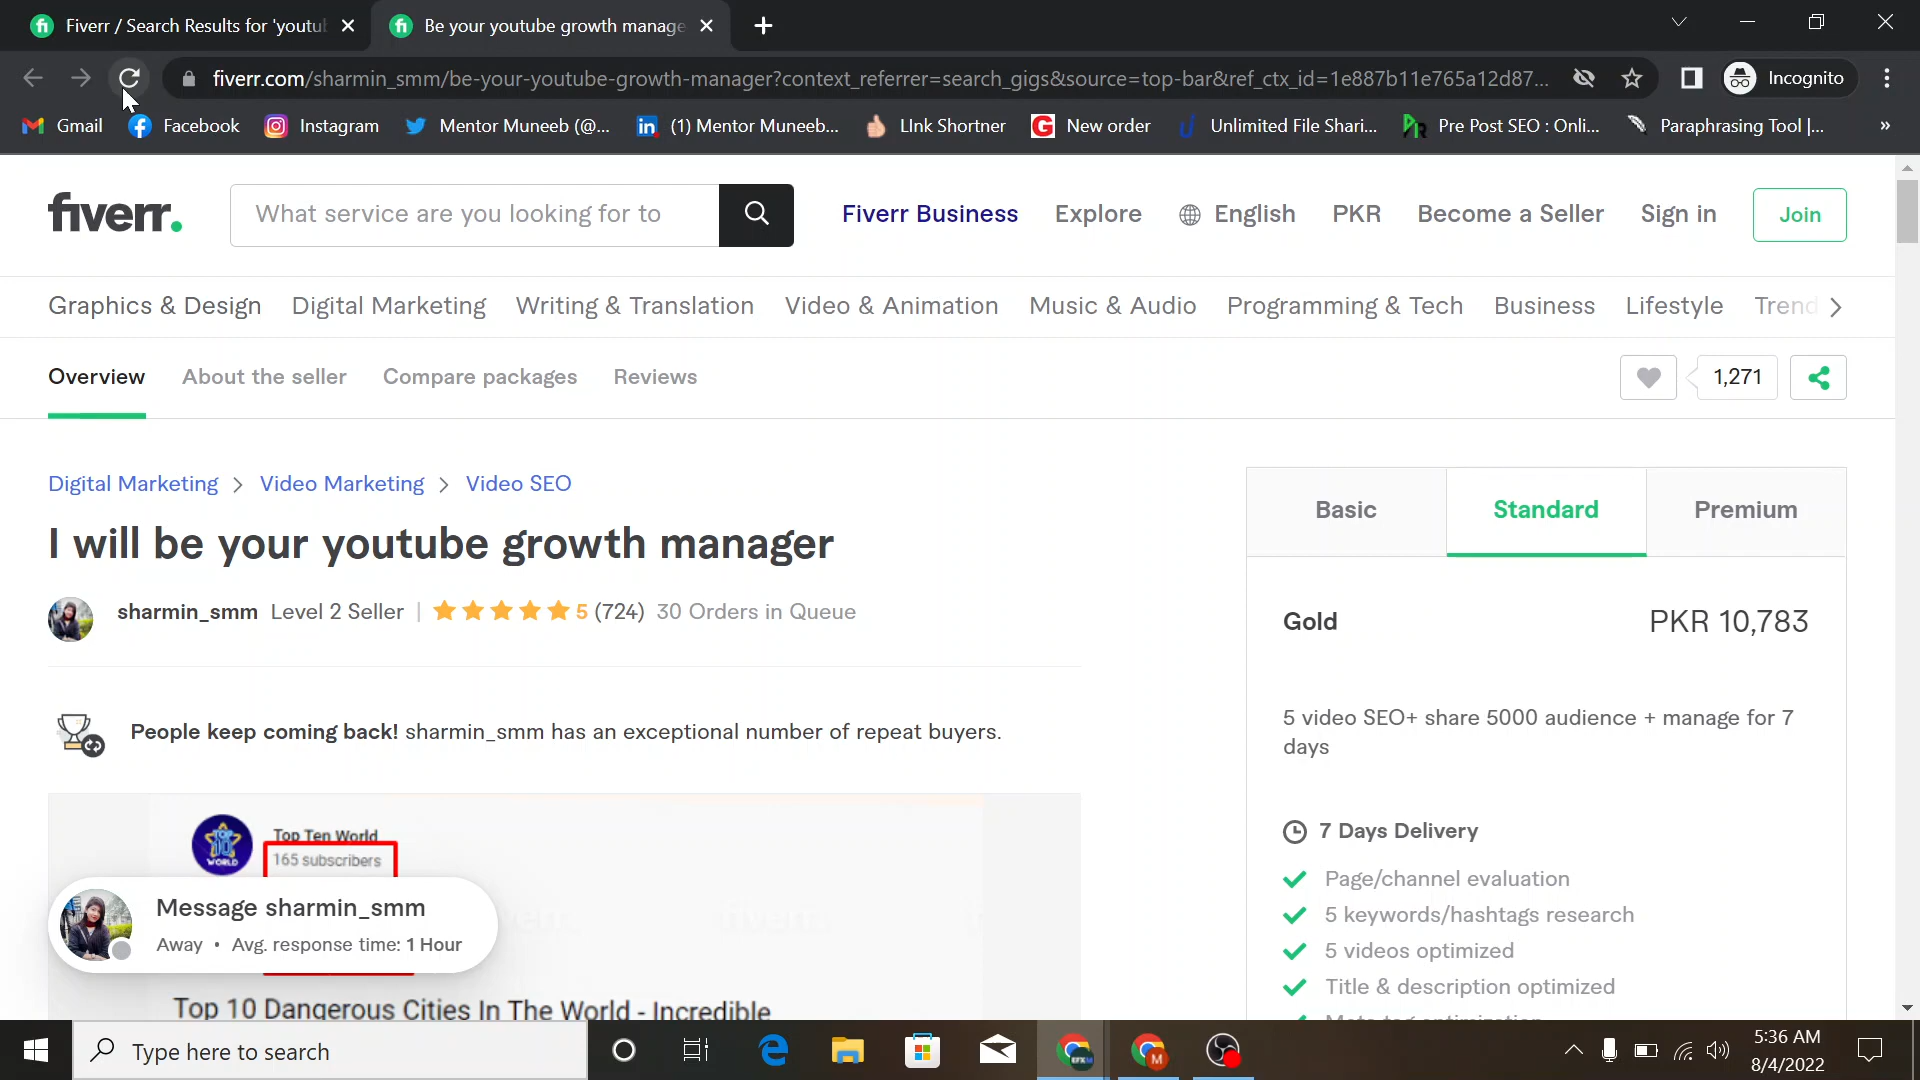 Fiverr / Search Results for 'youtu
Be your youtube growth manage
fiverr.com/sharmin_smm/be-your-youtube-growth-manager?context_referrer=search_gigs&source=top-bar&ref_ctx_id=1e887b11e765a12d87...
Incognito
Gmail
Facebook
Instagram
Mentor Muneeb (@...
(1) Mentor Muneeb...
LInk Shortner
New order
Unlimited File Shari...
Pre Post SEO : Onli...
Paraphrasing Tool |...
»
fiverr.
What service are you looking for to
Fiverr Business
Explore
English
PKR
Become a Seller
Sign in
Join
Graphics & Design
Digital Marketing
Writing & Translation
Video & Animation
Music & Audio
Programming & Tech
Business
Lifestyle
Trend
Overview
About the seller
Compare packages
Reviews
1,271
Digital Marketing > Video Marketing > Video SEO
I will be your youtube growth manager
sharmin_smm Level 2 Seller | 5 (724) 30 Orders in Queue
People keep coming back! sharmin_smm has an exceptional number of repeat buyers.
Top Ten World
165 subscribers
WORLD
Message sharmin_smm
Away • Avg. response time: 1 Hour
Top 10 Dangerous Cities In The World - Incredible
Basic
Standard
Premium
Gold
PKR 10,783
5 video SEO+ share 5000 audience + manage for 7
days
7 Days Delivery
Page/channel evaluation
5 keywords/hashtags research
5 videos optimized
Title & description optimized
Type here to search
5:36 AM
8/4/2022